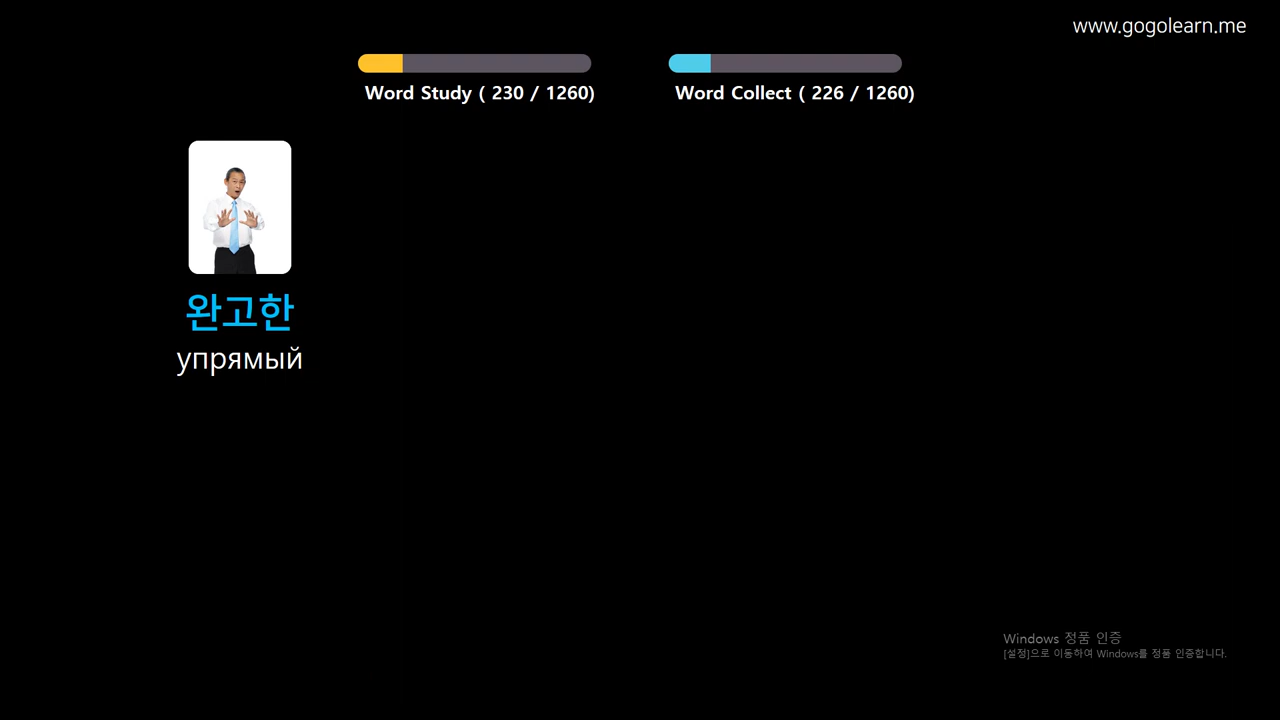 www.gogolearn.me
Word Study ( 230 / 1260)
Word Collect ( 226 / 1260)
완고한
упрямый
Windows 정품 인증
[설정]으로 이동하여 Windows를 정품 인증합니다.